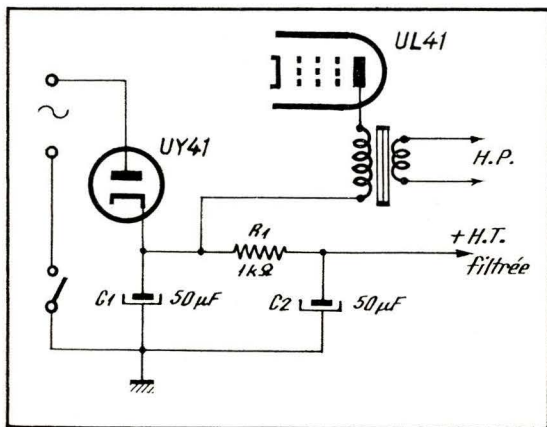 UL41
UY41
H.P.
R1
1kΩ
+ H.T.
filtrée
C1
50µF
C2
50µF